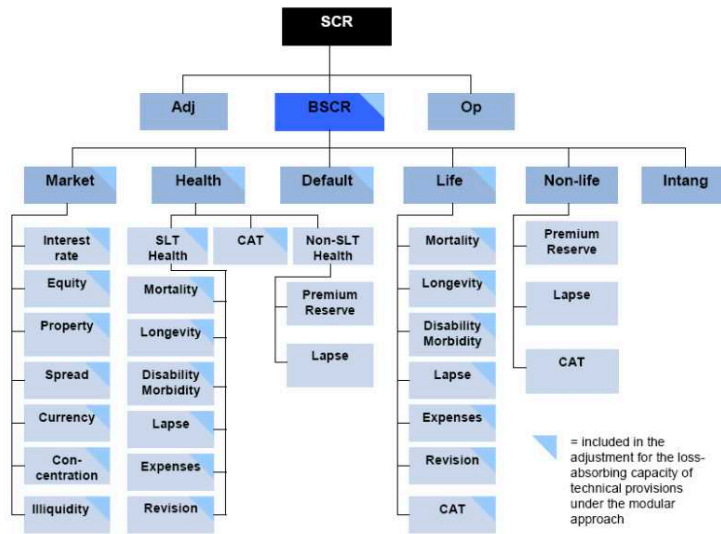 SCR
Adj
BSCR
Op
Market
Health
Default
Life
Non-life
Intang
Interest
rate
Equity
Property
Spread
Currency
Con-
centration
Illiquidity
SLT
Health
CAT
Non-SLT
Health
Mortality
Longevity
Disability
Morbidity
Lapse
Expenses
Revision
Premium
Reserve
Lapse
Mortality
Longevity
Disability
Morbidity
Lapse
Expenses
Revision
CAT
Premium
Reserve
Lapse
CAT
= included in the
adjustment for the loss-
absorbing capacity of
technical provisions
under the modular
approach